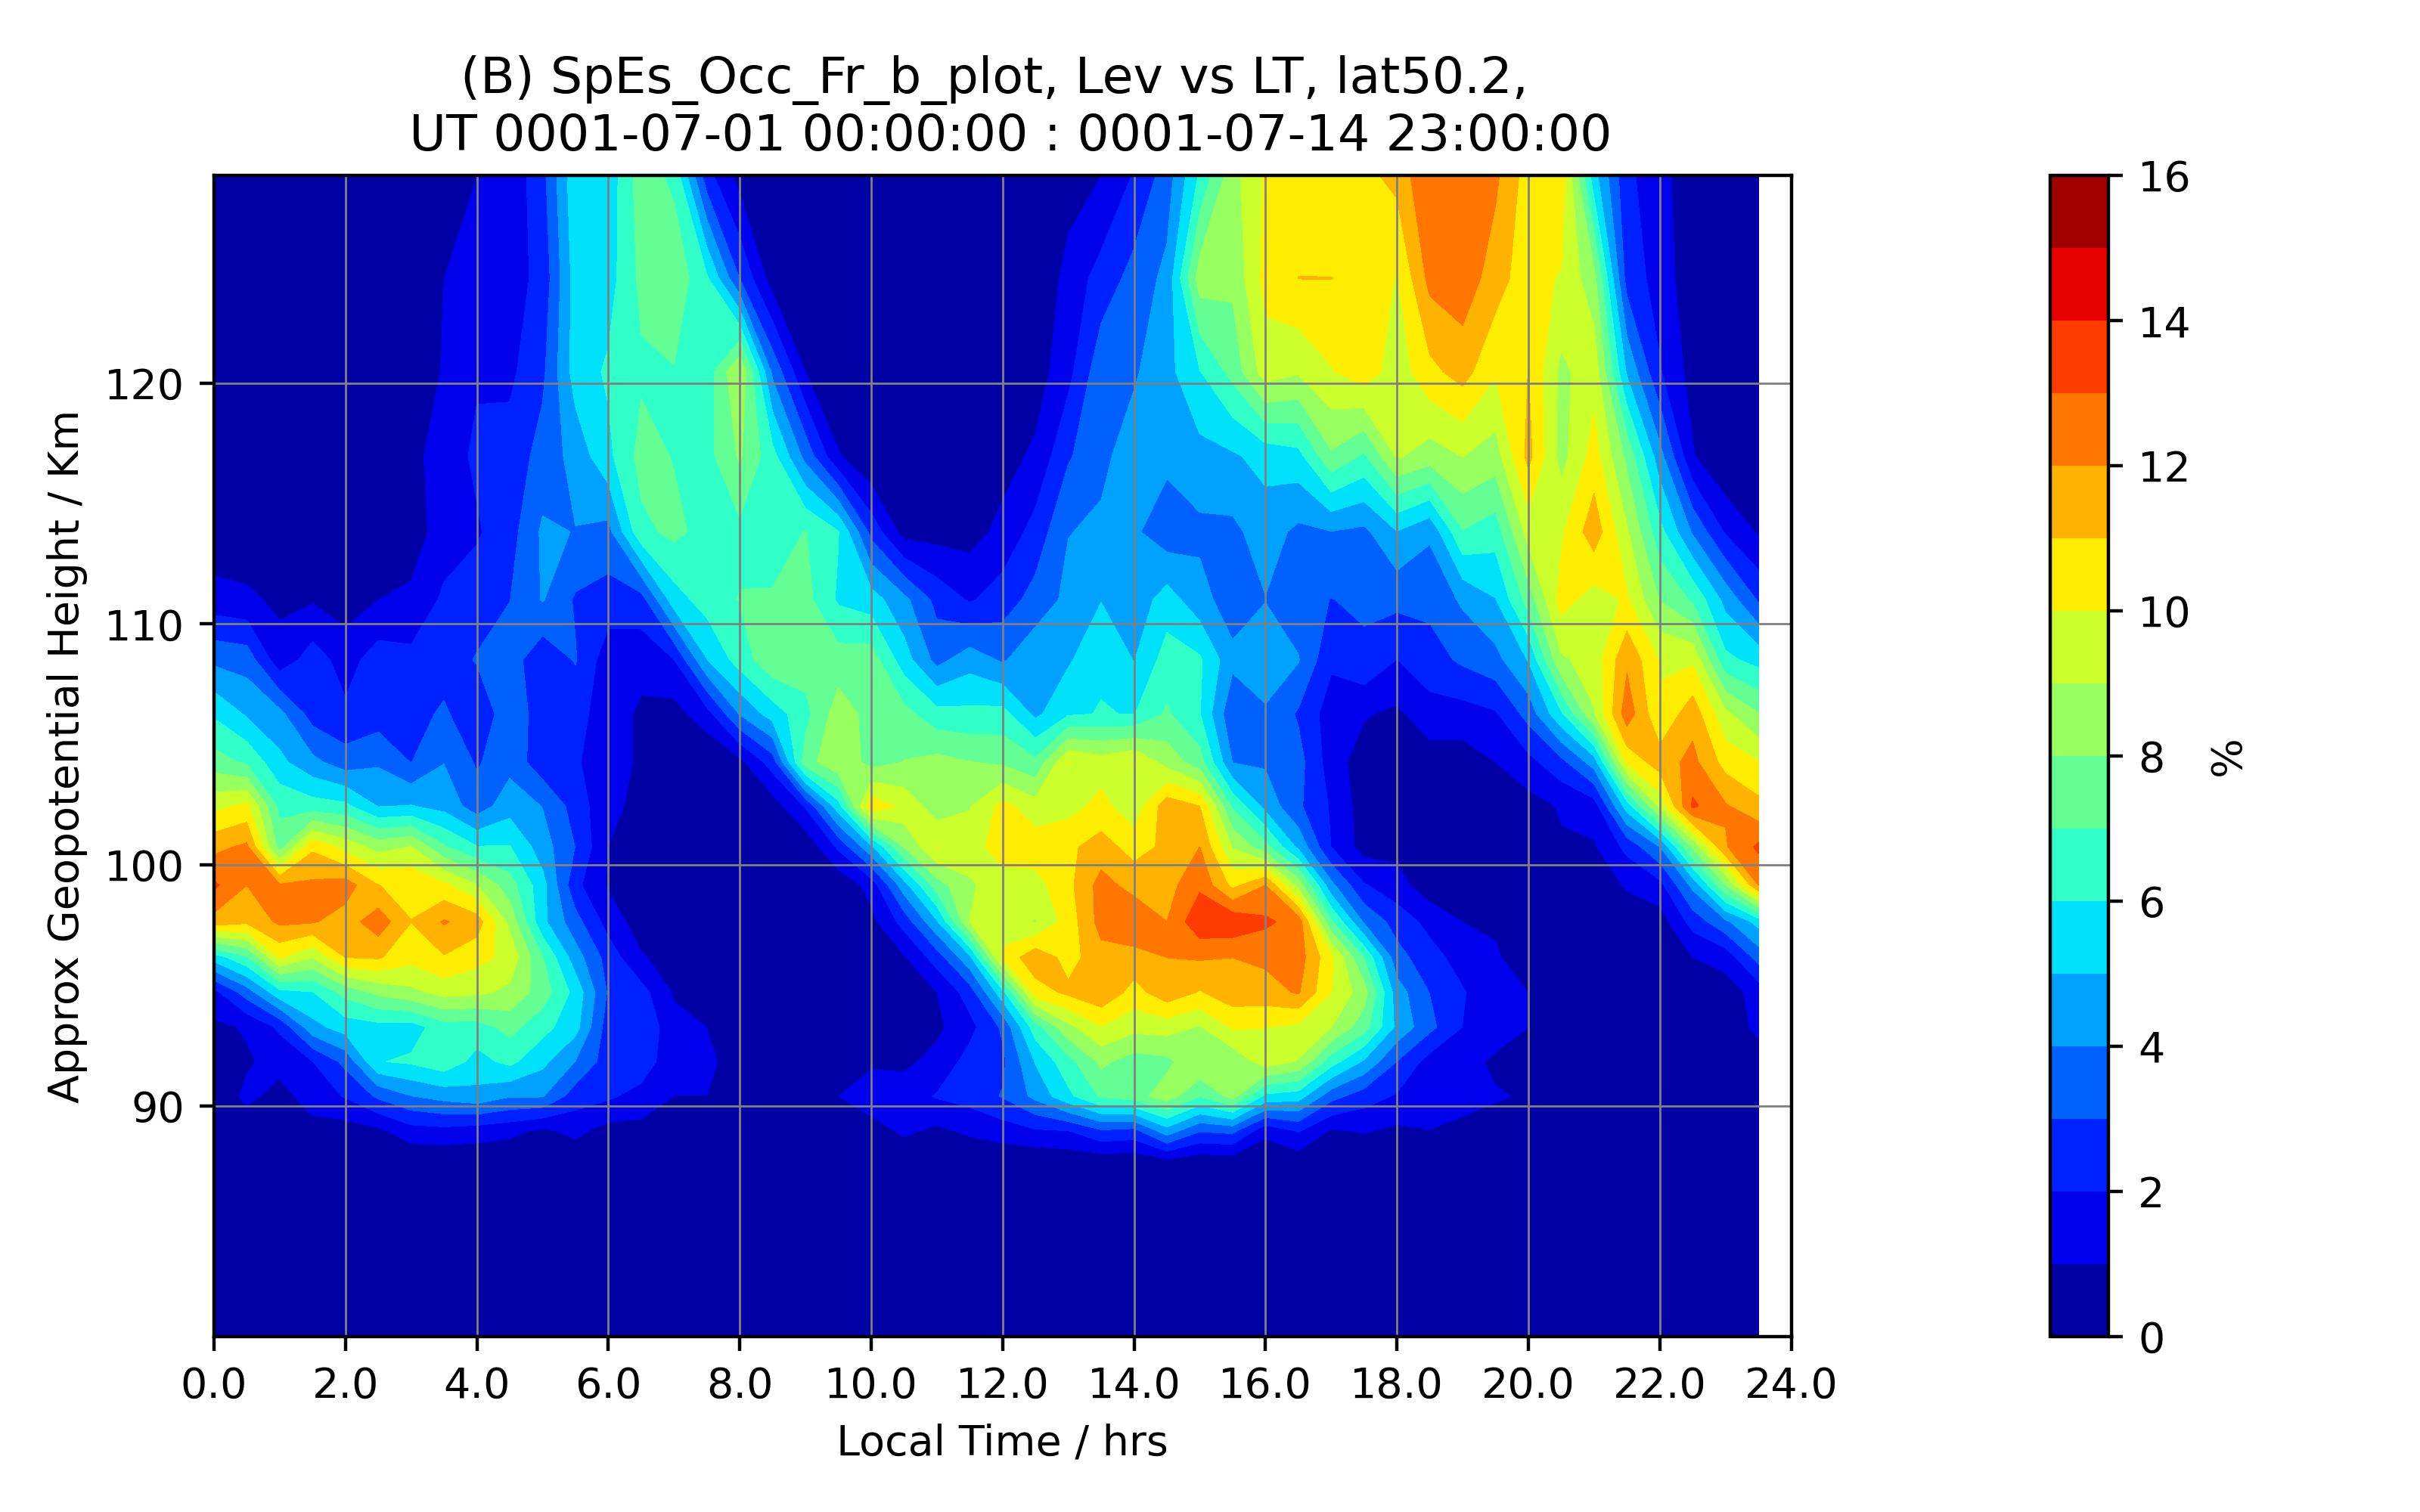 (B) SpEs_Occ_Fr_b_plot, Lev vs LT, lat50.2,
UT 0001-07-01 00:00:00 : 0001-07-14 23:00:00
Approx Geopotential Height / Km
120
110
100
90
0.0 2.0 4.0 6.0 8.0 10.0 12.0 14.0 16.0 18.0 20.0 22.0 24.0
Local Time / hrs
16
14
12
10
8
6
4
2
0
%